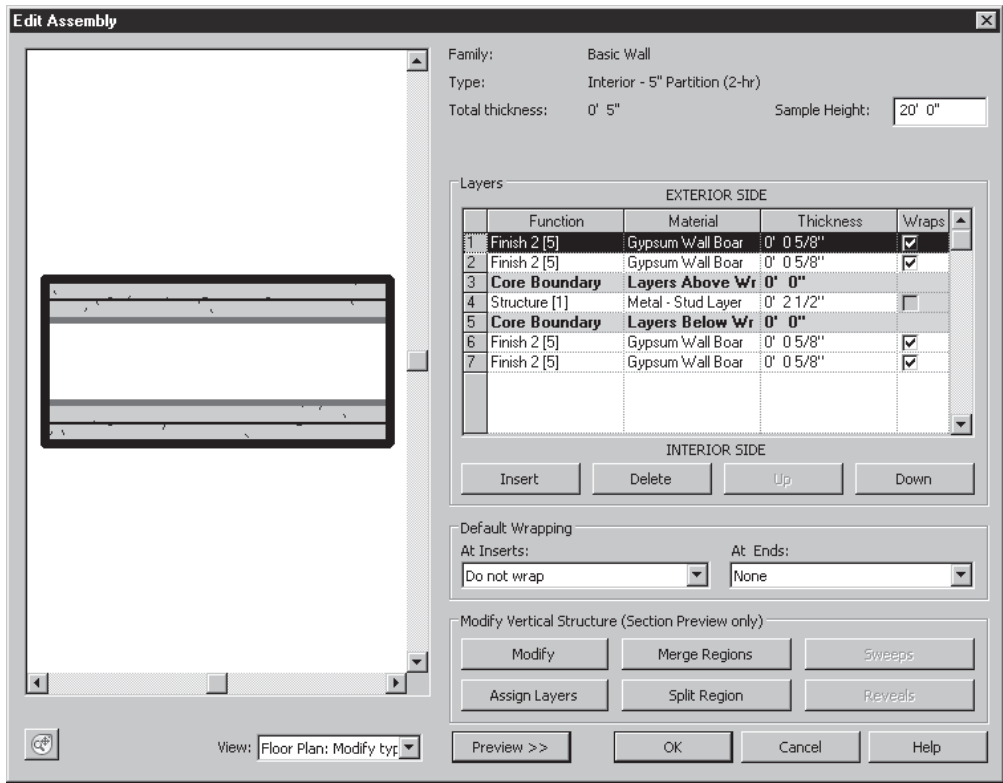 Edit Assembly
Family: Basic Wall
Type: Interior - 5" Partition (2-hr)
Total thickness: 0' 5" Sample Height: 20' 0"
Layers
EXTERIOR SIDE
Function Material Thickness Wraps
1 Finish 2 [5] Gypsum Wall Boar 0' 0 5/8"
2 Finish 2 [5] Gypsum Wall Boar 0' 0 5/8"
3 Core Boundary Layers Above Wr 0' 0"
4 Structure [1] Metal - Stud Layer 0' 2 1/2"
5 Core Boundary Layers Below Wr 0' 0"
6 Finish 2 [5] Gypsum Wall Boar 0' 0 5/8"
7 Finish 2 [5] Gypsum Wall Boar 0' 0 5/8"
INTERIOR SIDE
Insert Delete Up Down
Default Wrapping
At Inserts: At Ends:
Do not wrap None
Modify Vertical Structure (Section Preview only)
Modify Merge Regions Sweeps
Assign Layers Split Region Reveals
View: Floor Plan: Modify typ Preview >> OK Cancel Help